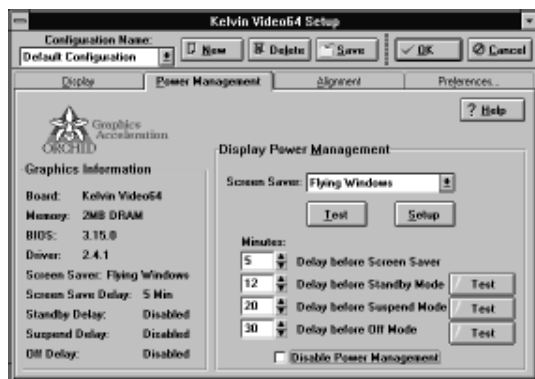 Kelvin Video64 Setup
Configuration Name:
Default Configuration
New
Delete
Save
OK
Cancel
Display
Power Management
Alignment
Preferences...
Help
Graphics
Acceleration
ORCHID
Graphics Information
Board: Kelvin Video64
Memory: 2MB DRAM
BIOS: 3.15.0
Driver: 2.4.1
Screen Saver: Flying Windows
Screen Save Delay: 5 Min
Standby Delay: Disabled
Suspend Delay: Disabled
Off Delay: Disabled
Display Power Management
Screen Saver: Flying Windows
Test
Setup
Minutes:
5 Delay before Screen Saver
12 Delay before Standby Mode Test
20 Delay before Suspend Mode Test
30 Delay before Off Mode Test
Disable Power Management